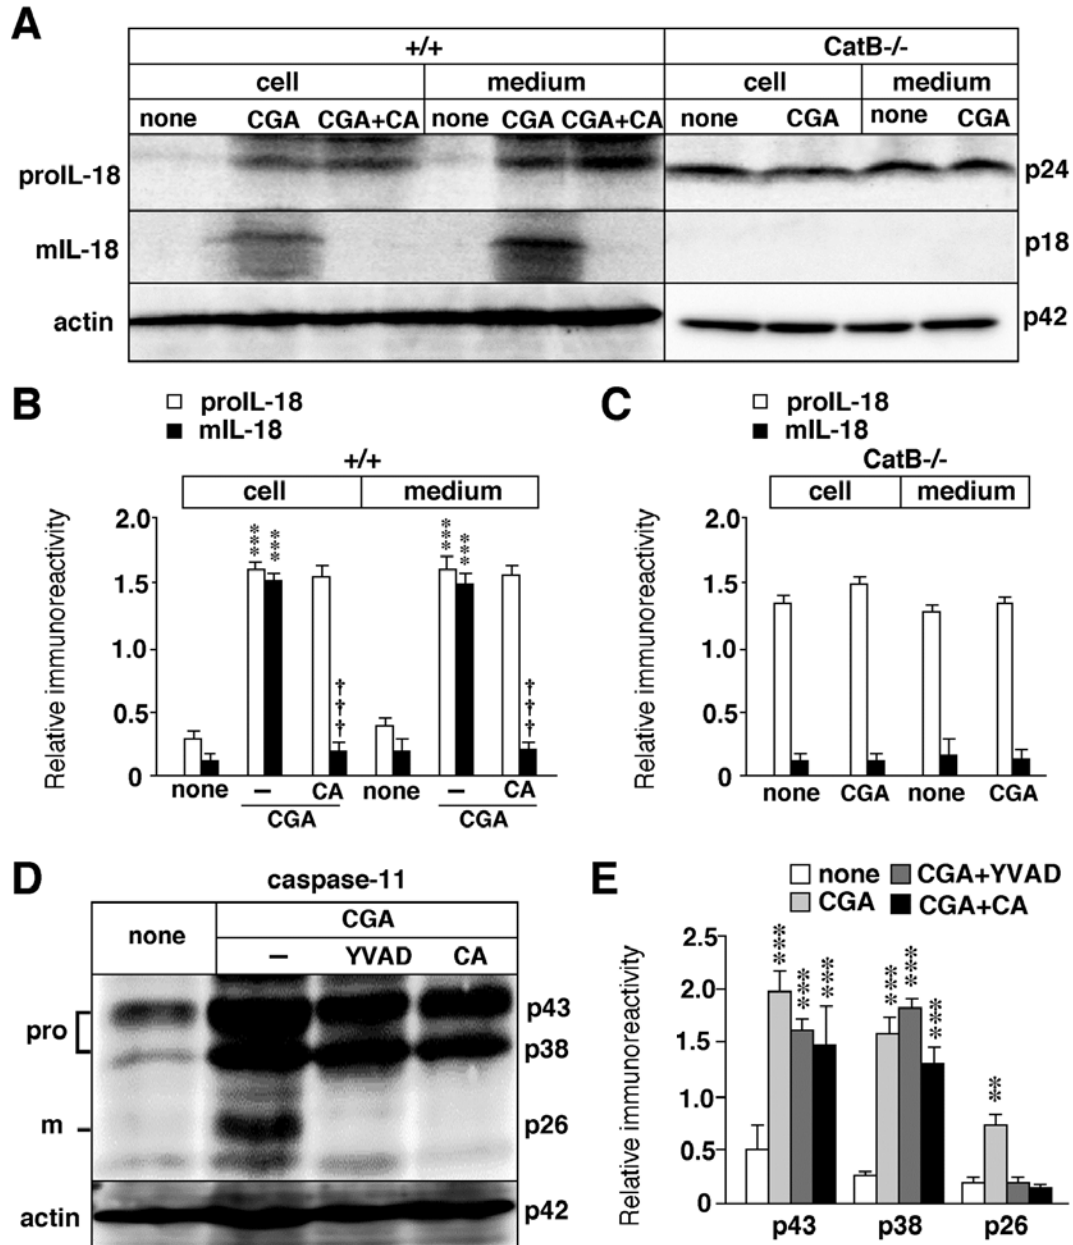 A
+/+ CatB-/-
cell medium cell medium
none CGA CGA+CA none CGA CGA+CA none CGA none CGA
proIL-18 p24
mIL-18 p18
actin p42
B
proIL-18
mIL-18
+/+
cell medium
Relative immunoreactivity
2.0
1.5
1.0
0.5
0
*** *** ††† *** *** †††
none – CA none – CA
CGA CGA
C
proIL-18
mIL-18
CatB-/-
cell medium
Relative immunoreactivity
2.0
1.5
1.0
0.5
0
none CGA none CGA
D
caspase-11
none CGA
– YVAD CA
pro p43
p38
m p26
actin p42
E
none CGA+YVAD
CGA CGA+CA
Relative immunoreactivity
2.5
2.0
1.5
1.0
0.5
0
*** *** *** *** *** *** **
p43 p38 p26